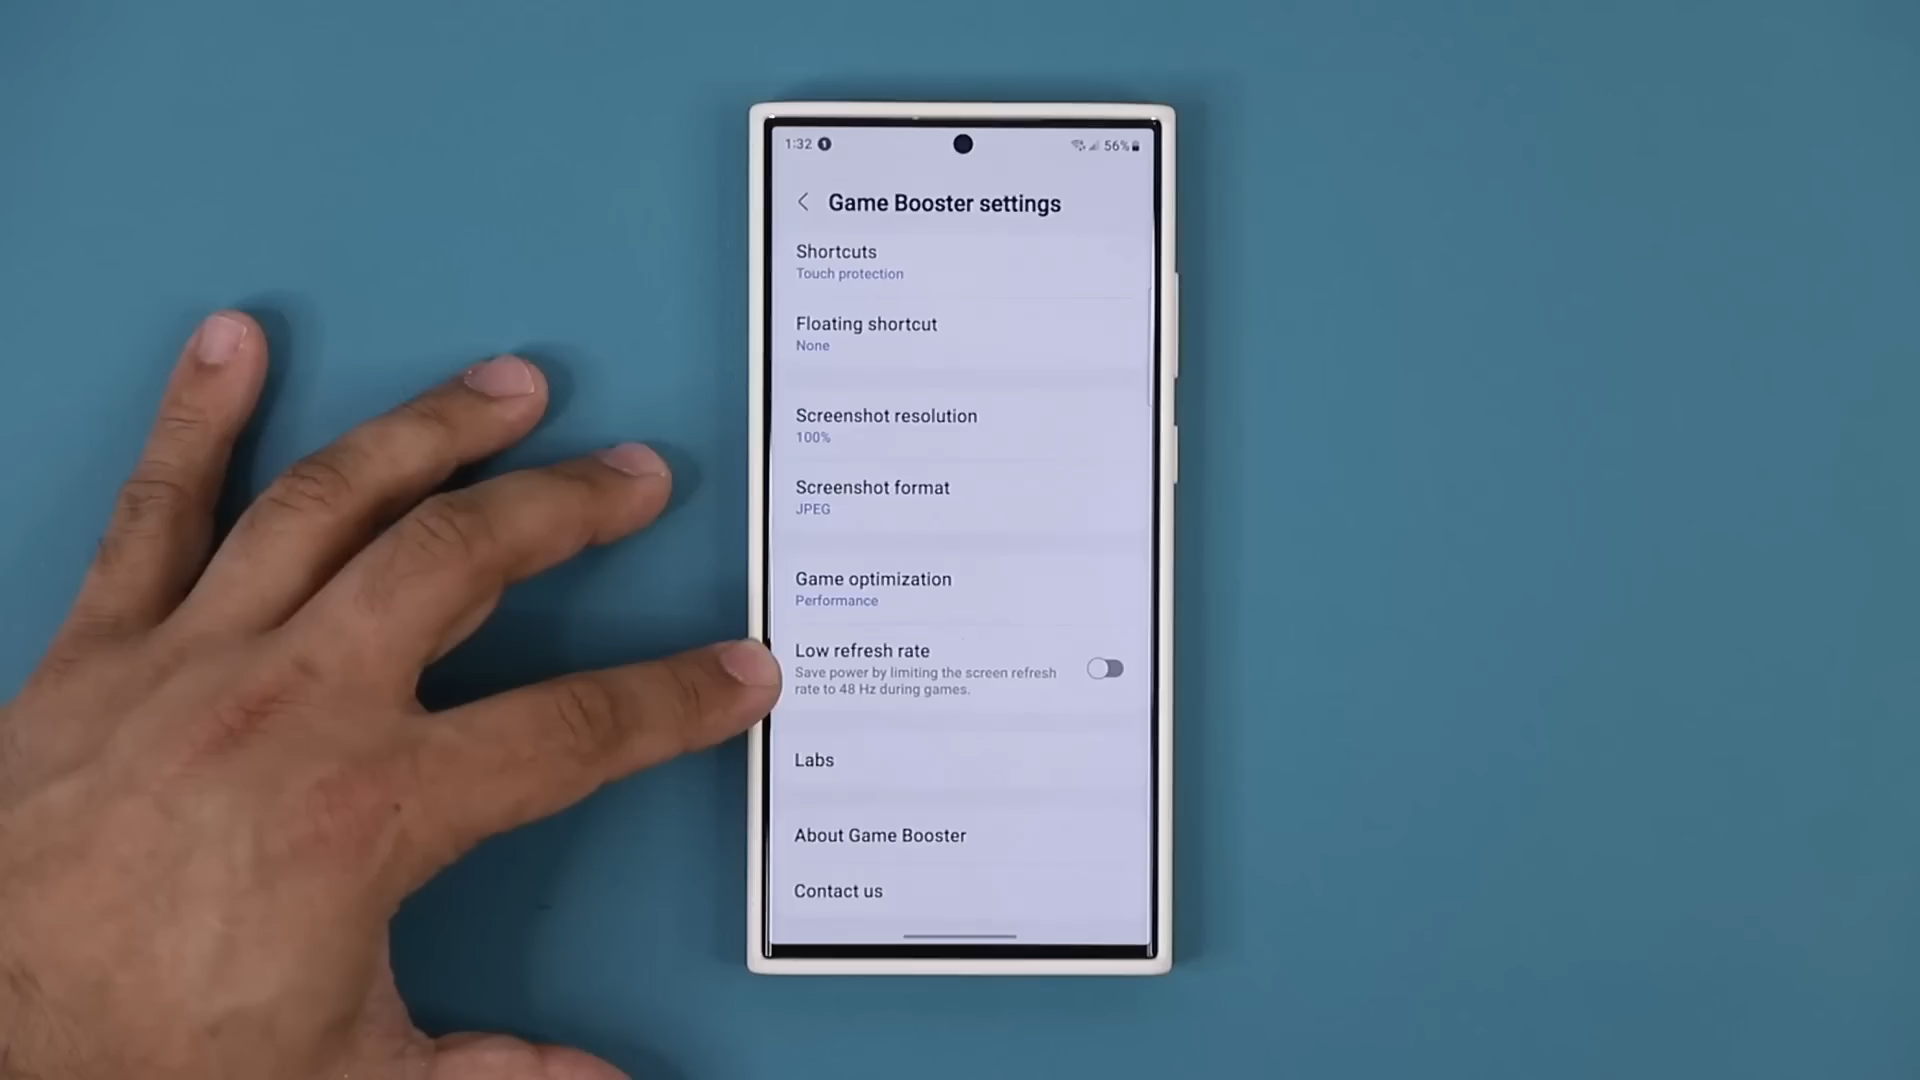 1:32
56%
Game Booster settings
Shortcuts
Touch protection
Floating shortcut
None
Screenshot resolution
100%
Screenshot format
JPEG
Game optimization
Performance
Low refresh rate
Save power by limiting the screen refresh
rate to 48 Hz during games.
Labs
About Game Booster
Contact us